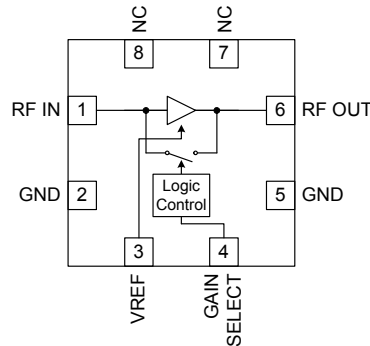 NC
NC
8
7
RF IN
1
6
RF OUT
GND
2
Logic
Control
5
GND
3
4
VREF
GAIN
SELECT